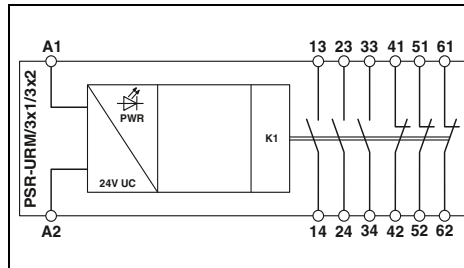 A1 13 23 33 41 51 61
PSR-URM/3x1/3x2
PWR
K1
24V UC
A2 14 24 34 42 52 62